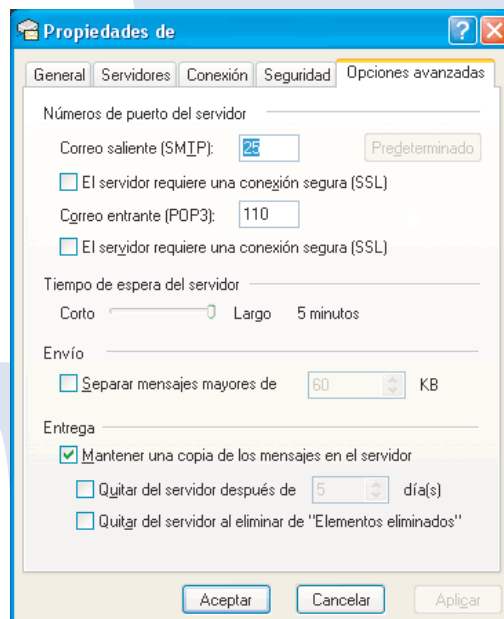 Propiedades de
General Servidores Conexión Seguridad Opciones avanzadas
Números de puerto del servidor
Correo saliente (SMTP): 25 Predeterminado
El servidor requiere una conexión segura (SSL)
Correo entrante (POP3): 110
El servidor requiere una conexión segura (SSL)
Tiempo de espera del servidor
Corto Largo 5 minutos
Envío
Separar mensajes mayores de 60 KB
Entrega
Mantener una copia de los mensajes en el servidor
Quitar del servidor después de 5 día(s)
Quitar del servidor al eliminar de "Elementos eliminados"
Aceptar Cancelar Aplicar